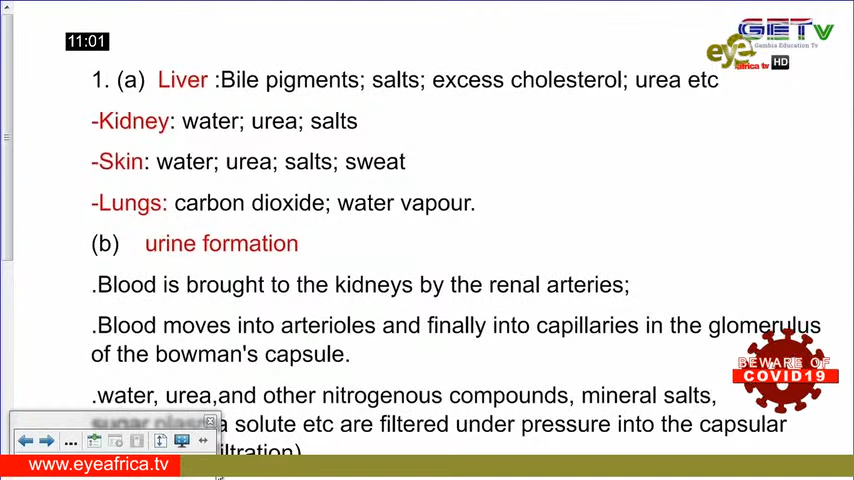 11:01
GETv
Gambia Education Tv
eye
africa tv HD
1. (a) Liver :Bile pigments; salts; excess cholesterol; urea etc
-Kidney: water; urea; salts
-Skin: water; urea; salts; sweat
-Lungs: carbon dioxide; water vapour.
(b) urine formation
.Blood is brought to the kidneys by the renal arteries;
.Blood moves into arterioles and finally into capillaries in the glomerulus
of the bowman's capsule.
BEWARE OF
COVID19
.water, urea,and other nitrogenous compounds, mineral salts,
solute etc are filtered under pressure into the capsular
www.eyeafrica.tv